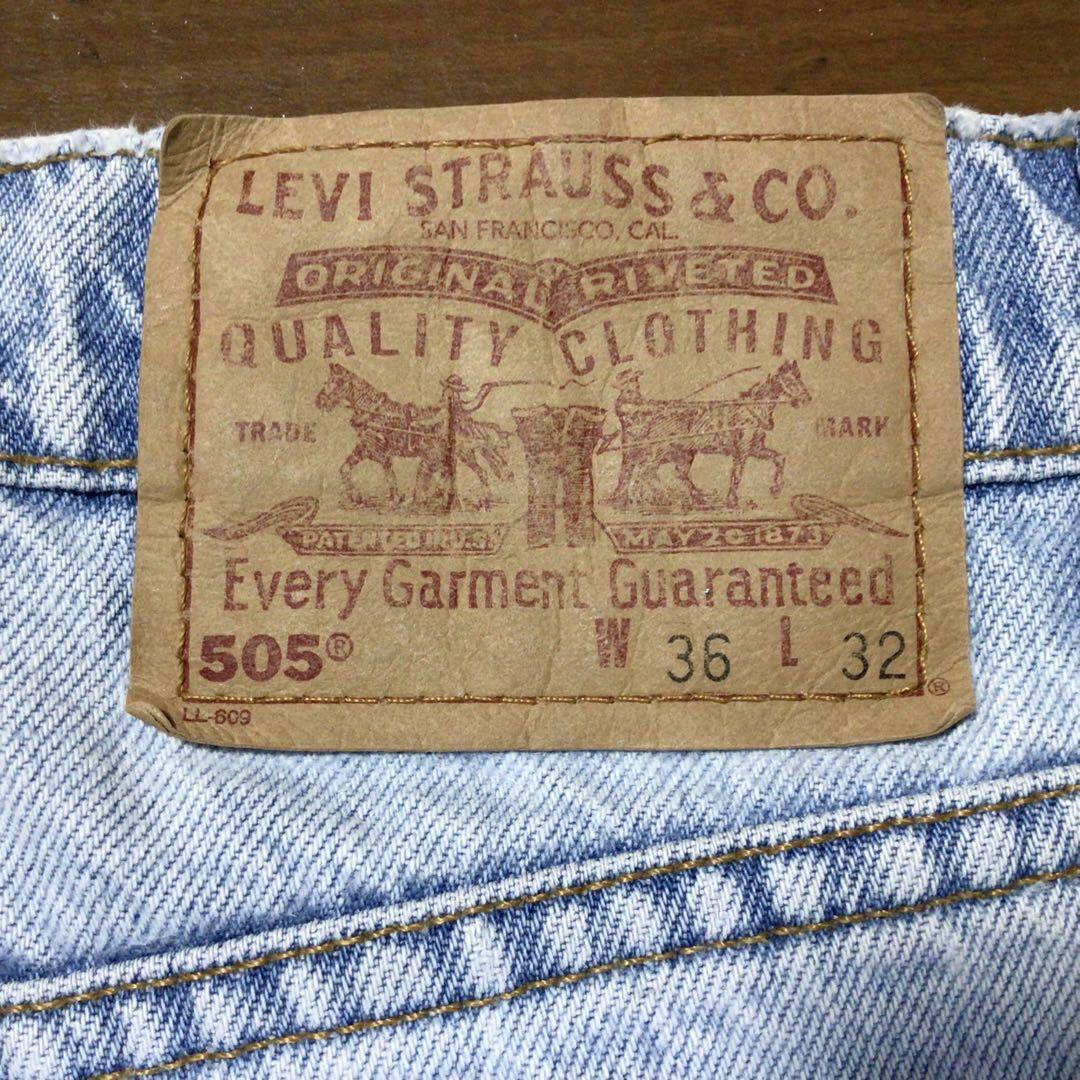 LEVI STRAUSS & CO.
SAN FRANCISCO, CAL.
ORIGINAL RIVETED
QUALITY CLOTHING
TRADE MARK
PATENTED IN U.S. MAY 20 1873
Every Garment Guaranteed
505® W 36 L 32
®
LL-609